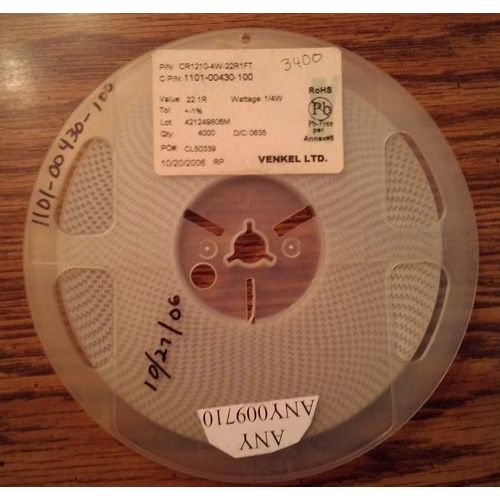 P/N: CR1210-4W-22R1FT
C.P/N: 1101-00430-100
3400
Value: 22.1R Wattage: 1/4W
Tol: +-1%
Lot: 421249806M
Qty: 4000 D/C: 0635
PO#: CL50339
10/20/2006 RP VENKEL LTD.
RoHS
Pb
Pb-Free
per
Annex#6
1101-00430-100
10/27/06
ANY
ANY009710